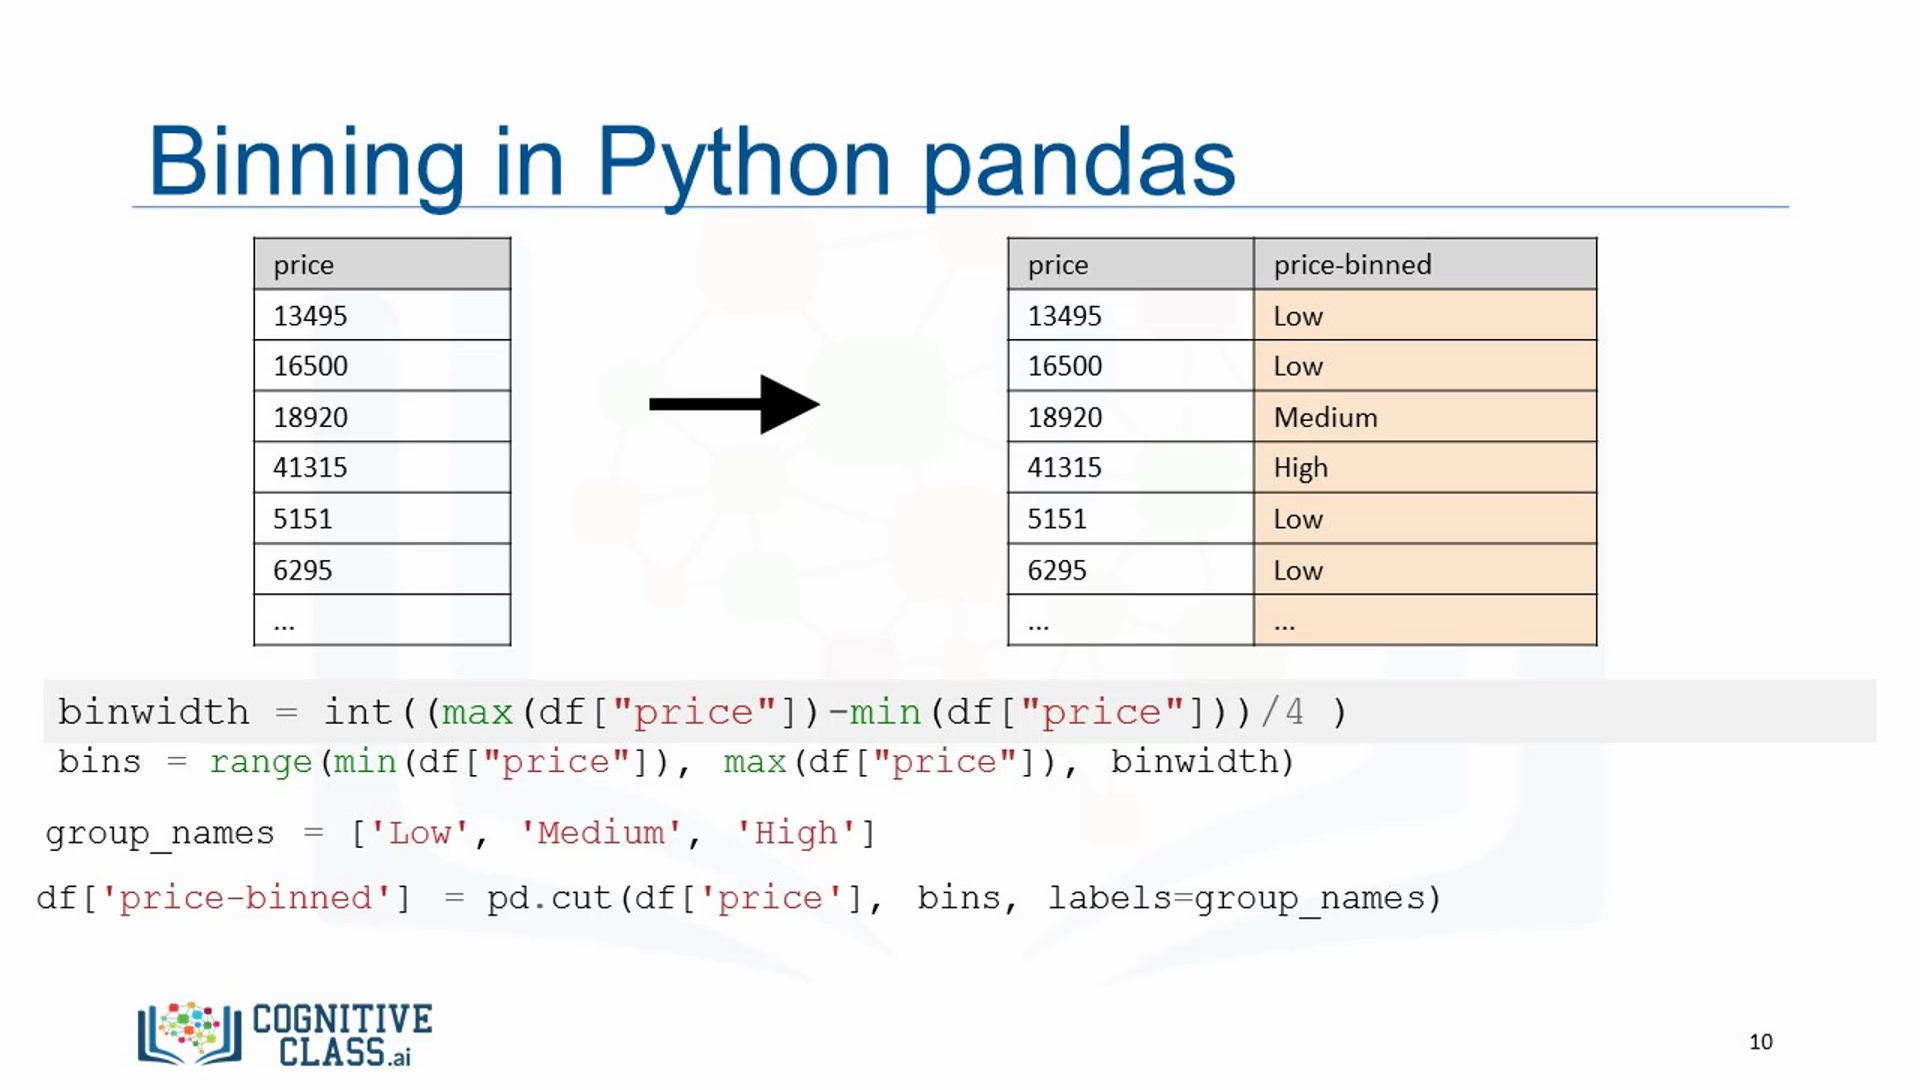 Binning in Python pandas
price
13495
16500
18920
41315
5151
6295
...
price price-binned
13495 Low
16500 Low
18920 Medium
41315 High
5151 Low
6295 Low
... ...
binwidth = int((max(df["price"])-min(df["price"]))/4 )
bins = range(min(df["price"]), max(df["price"]), binwidth)
group_names = ['Low', 'Medium', 'High']
df['price-binned'] = pd.cut(df['price'], bins, labels=group_names)
COGNITIVE
CLASS.ai
10